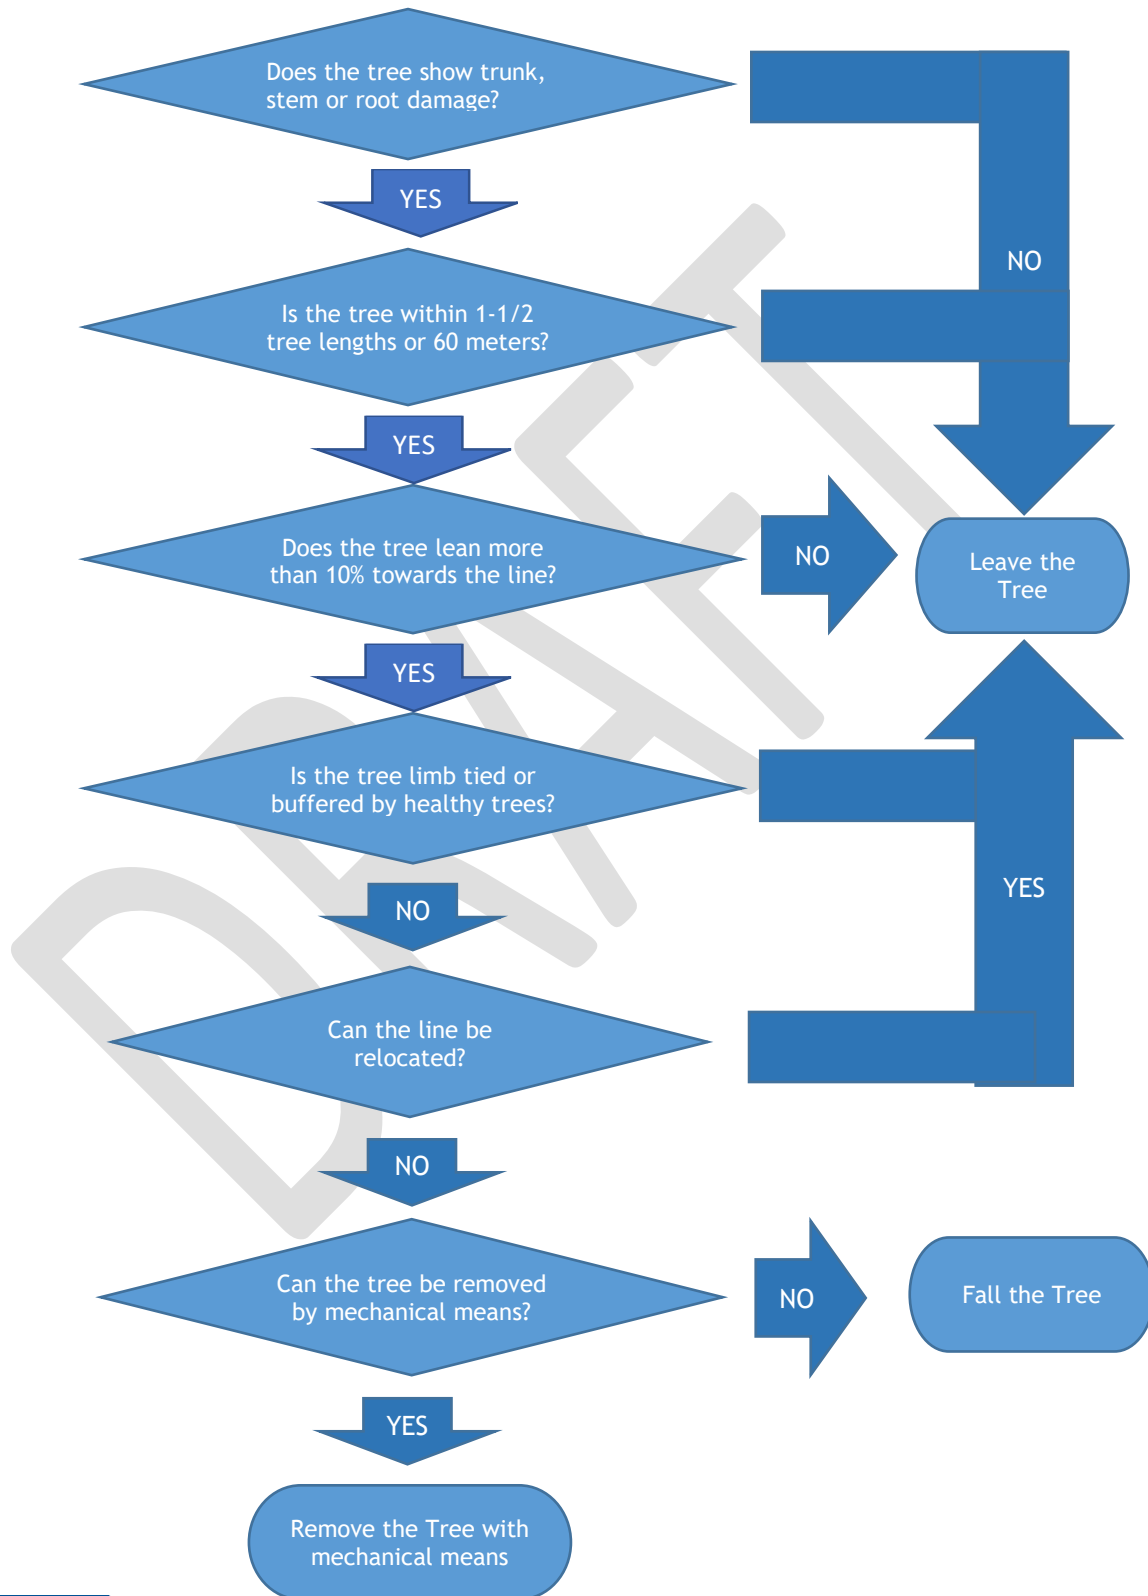 Does the tree show trunk,
stem or root damage?
YES
NO
Is the tree within 1-1/2
tree lengths or 60 meters?
YES
Does the tree lean more
than 10% towards the line?
NO
Leave the
Tree
YES
Is the tree limb tied or
buffered by healthy trees?
YES
NO
Can the line be
relocated?
NO
Can the tree be removed
by mechanical means?
NO
Fall the Tree
YES
Remove the Tree with
mechanical means
DRAFT